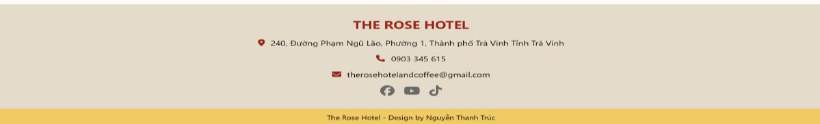 THE ROSE HOTEL
240, Đường Phạm Ngũ Lão, Phường 1, Thành phố Trà Vinh Tỉnh Trà Vinh
0903 345 615
therosehotelandcoffee@gmail.com
The Rose Hotel - Design by Nguyễn Thanh Trúc